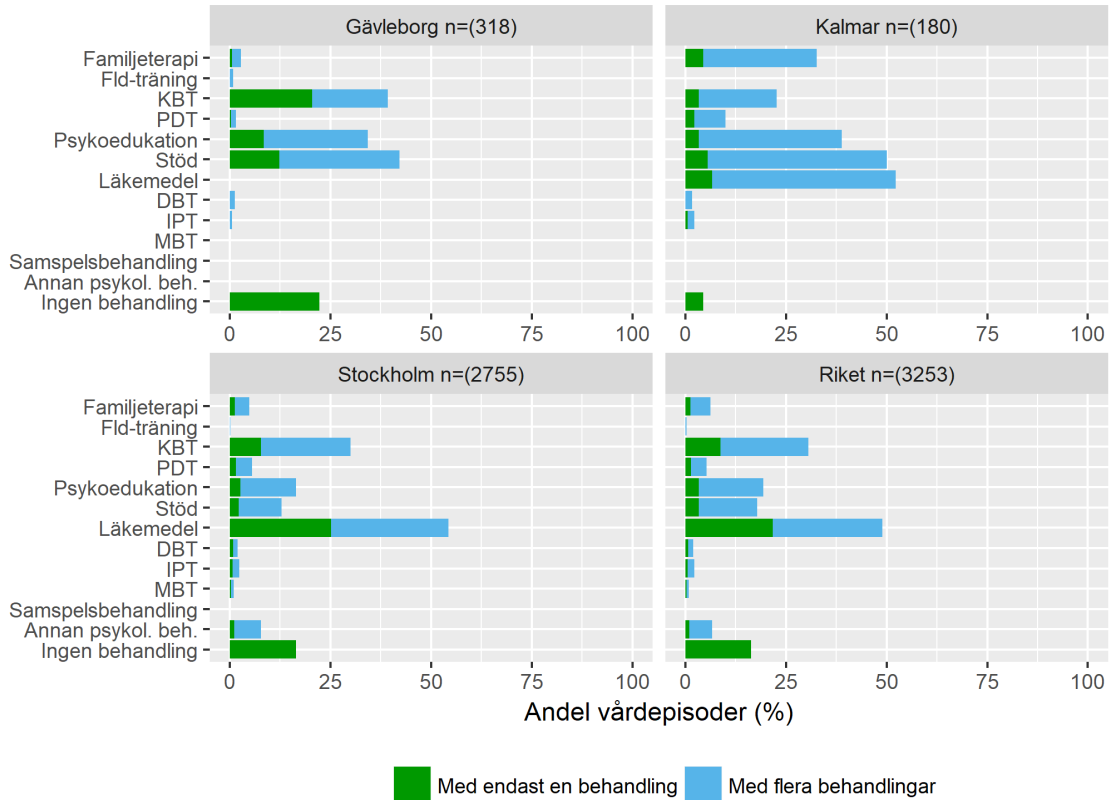 Gävleborg n=(318)
Kalmar n=(180)
Familjeterapi
Fld-träning
KBT
PDT
Psykoedukation
Stöd
Läkemedel
DBT
IPT
MBT
Samspelsbehandling
Annan psykol. beh.
Ingen behandling
0 25 50 75 100
0 25 50 75 100
Stockholm n=(2755)
Riket n=(3253)
Familjeterapi
Fld-träning
KBT
PDT
Psykoedukation
Stöd
Läkemedel
DBT
IPT
MBT
Samspelsbehandling
Annan psykol. beh.
Ingen behandling
0 25 50 75 100
0 25 50 75 100
Andel vårdepisoder (%)
Med endast en behandling
Med flera behandlingar